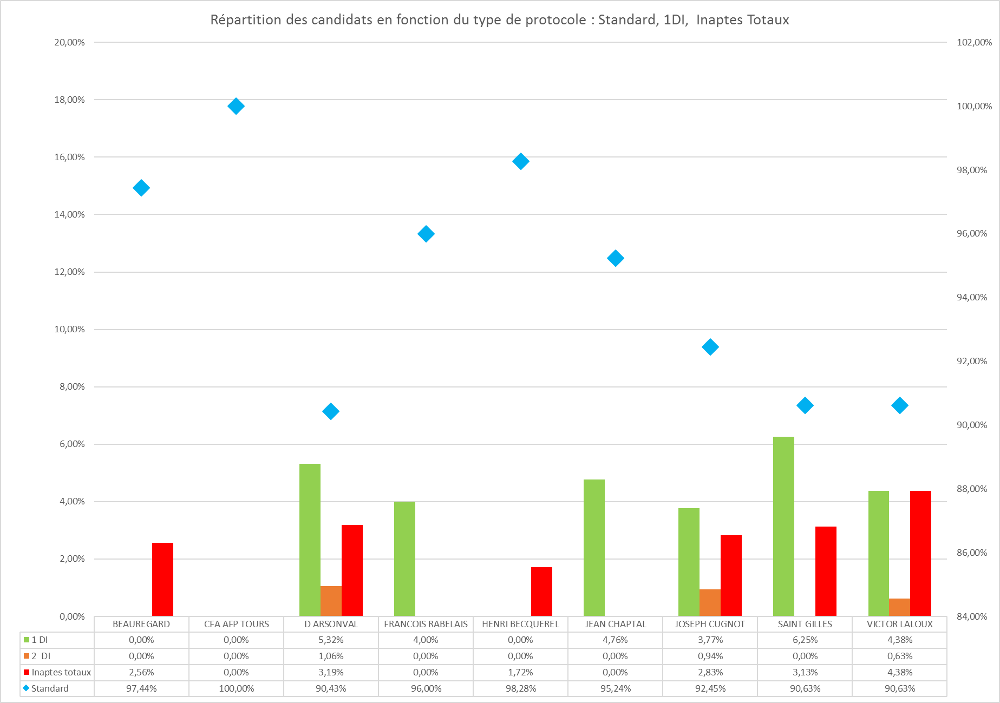 Répartition des candidats en fonction du type de protocole : Standard, 1DI,  Inaptes Totaux
20,00% 102,00%
18,00% 100,00%
16,00% 98,00%
14,00% 96,00%
12,00% 94,00%
10,00% 92,00%
8,00% 90,00%
6,00% 88,00%
4,00% 86,00%
2,00% 84,00%
0,00%
BEAUREGARD CFA AFP TOURS D ARSONVAL FRANCOIS RABELAIS HENRI BECQUEREL JEAN CHAPTAL JOSEPH CUGNOT SAINT GILLES VICTOR LALOUX
1 DI 0,00% 0,00% 5,32% 4,00% 0,00% 4,76% 3,77% 6,25% 4,38%
2  DI 0,00% 0,00% 1,06% 0,00% 0,00% 0,00% 0,94% 0,00% 0,63%
Inaptes totaux 2,56% 0,00% 3,19% 0,00% 1,72% 0,00% 2,83% 3,13% 4,38%
Standard 97,44% 100,00% 90,43% 96,00% 98,28% 95,24% 92,45% 90,63% 90,63%